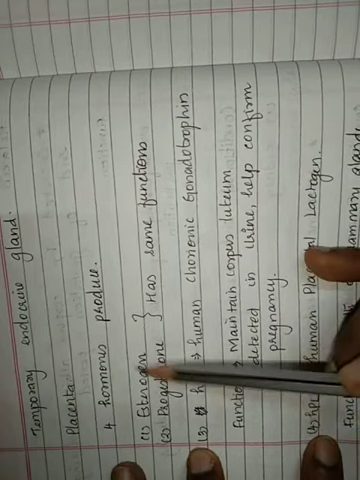 Temporary endocrine gland.
Placenta
4 hormones produce.
(1) Estrogen } Has same functions
(2) Progesterone
(3) → human chorionic Gonadotrophin
Function → Maintain corpus luteum
detected in Urine, help confirm
pregnancy.
(4) hPL human Placental Lactogen.
mammary gland